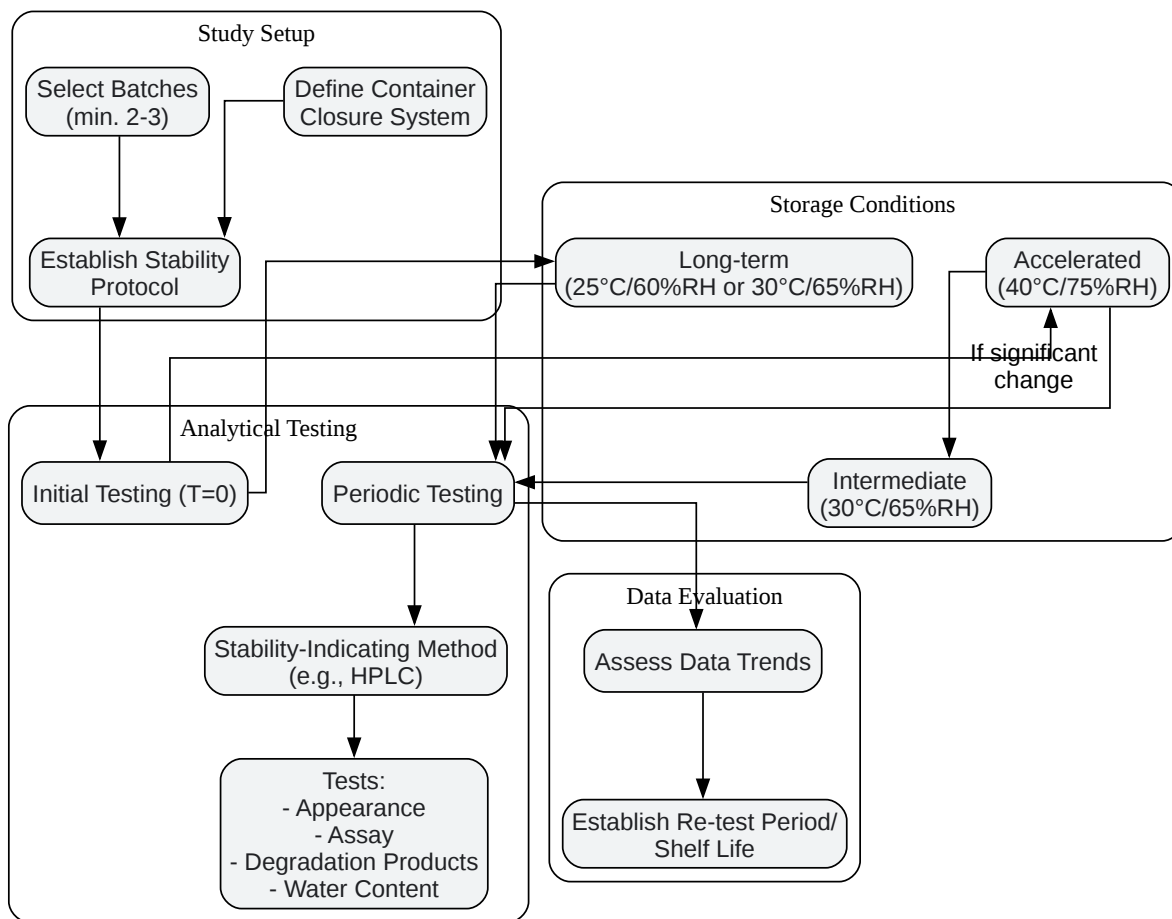 Study Setup
Select Batches
(min. 2-3)
Define Container
Closure System
Establish Stability
Protocol
Storage Conditions
Long-term
(25°C/60%RH or 30°C/65%RH)
Accelerated
(40°C/75%RH)
If significant
change
Intermediate
(30°C/65%RH)
Analytical Testing
Initial Testing (T=0)
Periodic Testing
Stability-Indicating Method
(e.g., HPLC)
Tests:
- Appearance
- Assay
- Degradation Products
- Water Content
Data Evaluation
Assess Data Trends
Establish Re-test Period/
Shelf Life